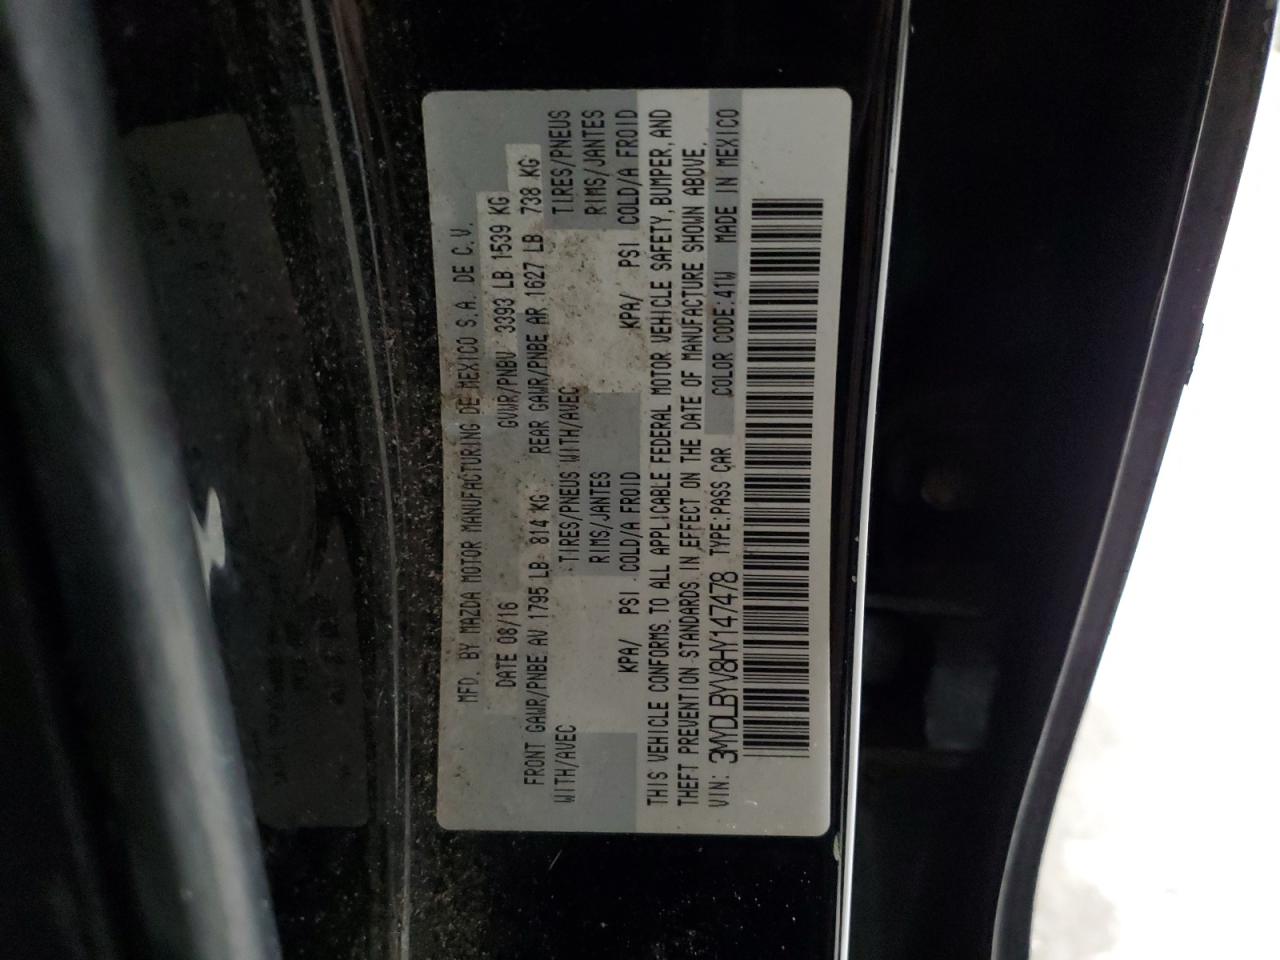 MFD. BY MAZDA MOTOR MANUFACTURING DE MEXICO S.A. DE C.V.
DATE 08/16 GVWR/PNBV 3393 LB 1539 KG
FRONT GAWR/PNBE AV 1795 LB 814 KG REAR GAWR/PNBE AR 1627 LB 738 KG
WITH/AVEC TIRES/PNEUS WITH/AVEC TIRES/PNEUS
RIMS/JANTES RIMS/JANTES
KPA/ PSI COLD/A FROID KPA/ PSI COLD/A FROID
THIS VEHICLE CONFORMS TO ALL APPLICABLE FEDERAL MOTOR VEHICLE SAFETY, BUMPER, AND
THEFT PREVENTION STANDARDS IN EFFECT ON THE DATE OF MANUFACTURE SHOWN ABOVE.
VIN: 3MYDLBYV8HY147478 TYPE:PASS CAR COLOR CODE:41W MADE IN MEXICO